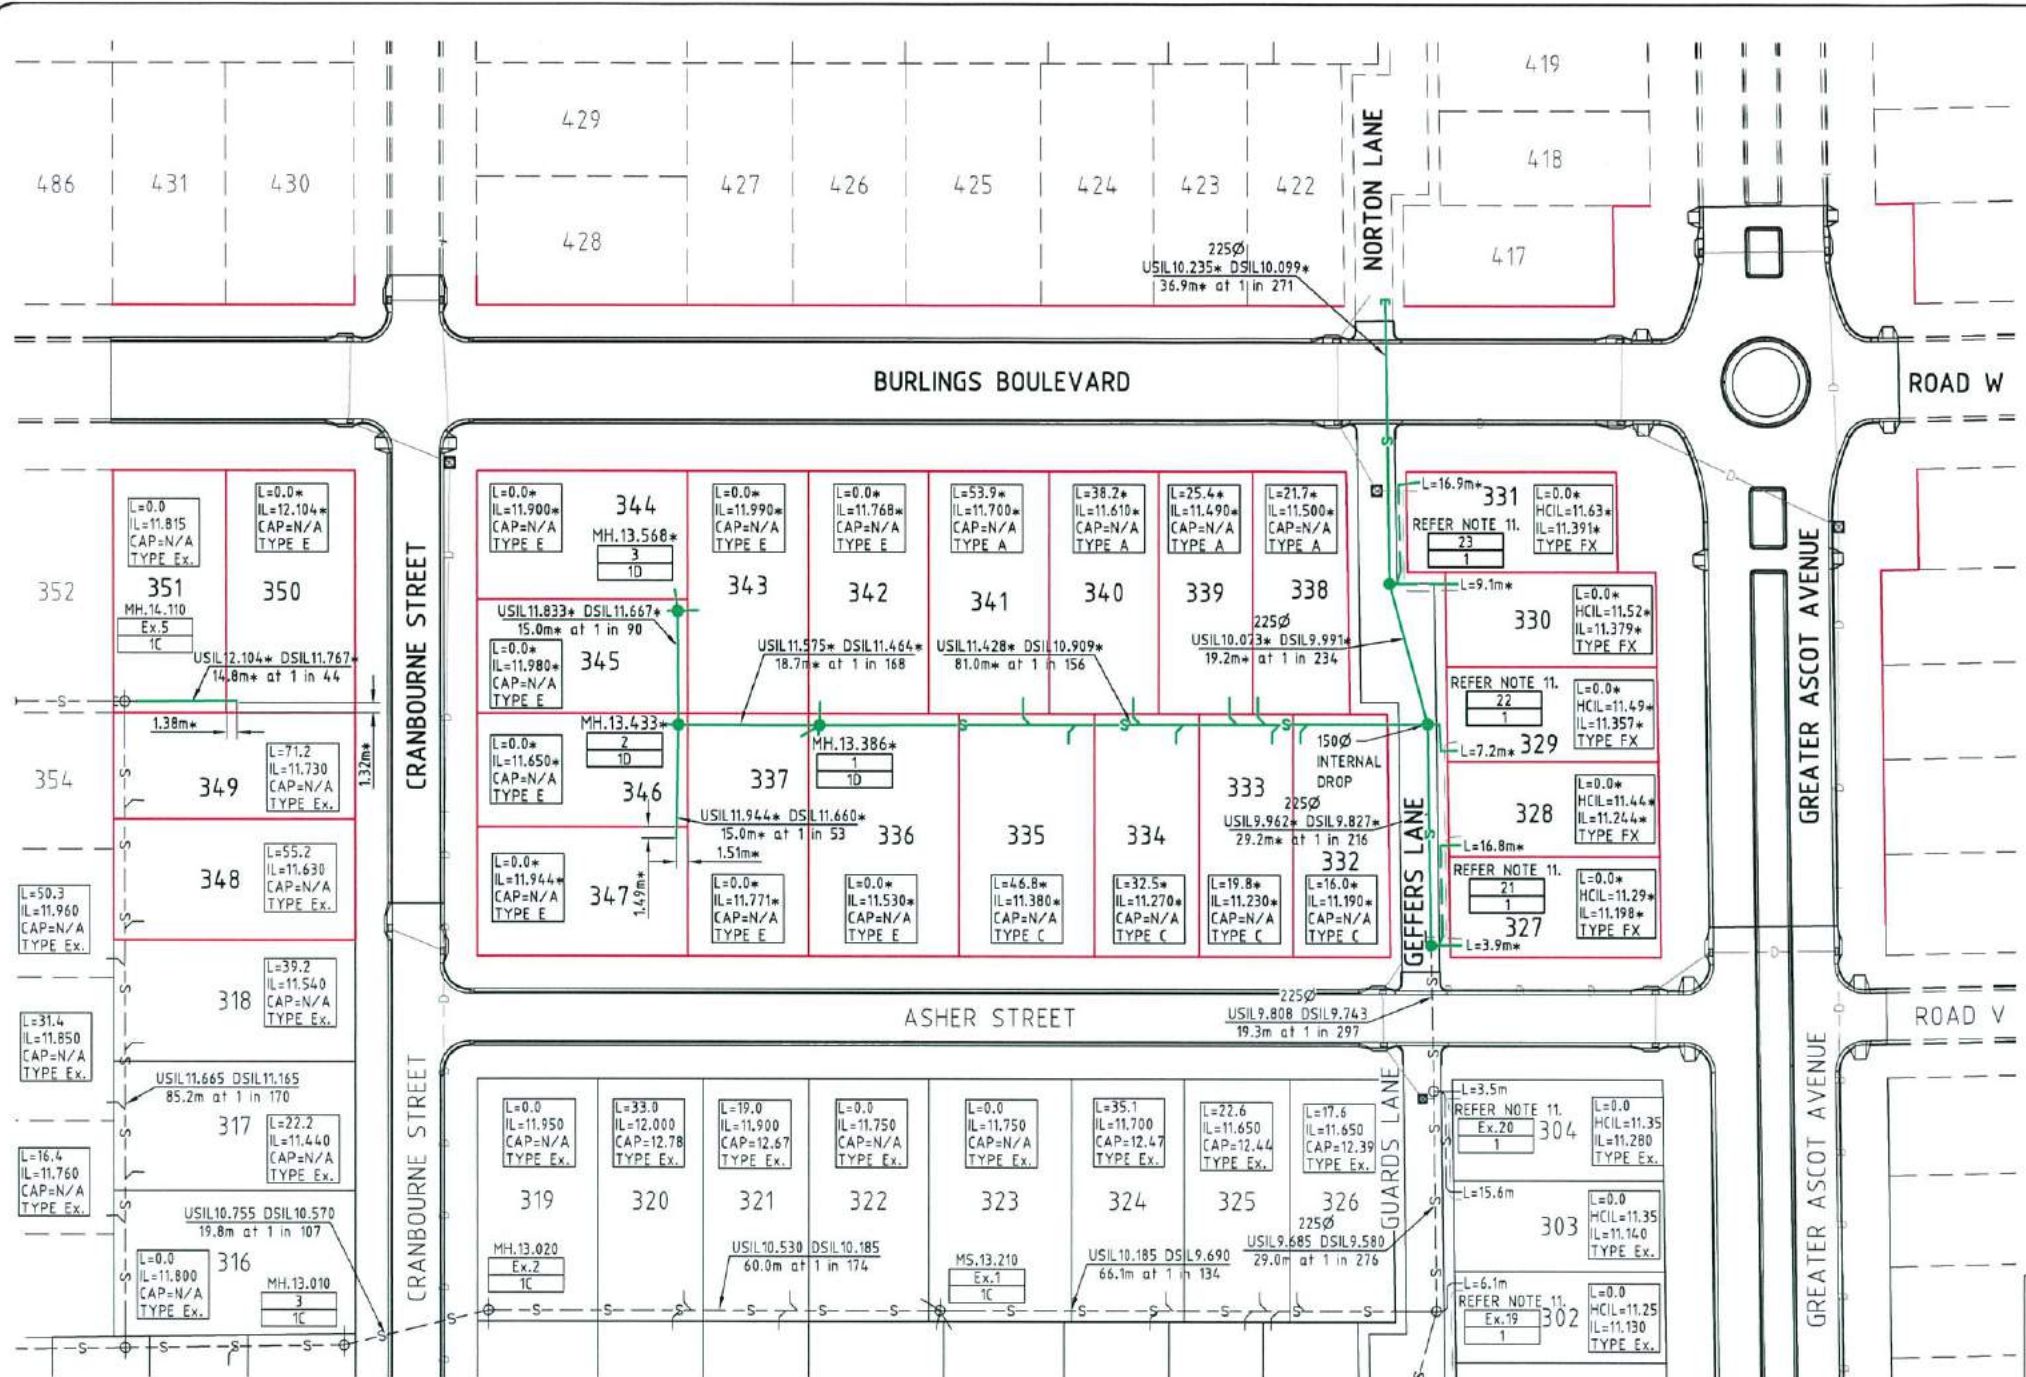 419
429
418
486
431
430
427
426
425
424
423
422
NORTON LANE
428
417
225Ø
USIL10.235* DSIL10.099*
36.9m* at 1 in 271
BURLINGS BOULEVARD
ROAD W
L=0.0
IL=11.815
CAP=N/A
TYPE Ex.
351
MH.14.110
Ex.5
1C
L=0.0*
IL=12.104*
CAP=N/A
TYPE E
350
352
USIL12.104* DSIL11.767*
14.8m* at 1 in 44
1.38m*
1.32m*
CRANBOURNE STREET
L=0.0*
IL=11.900*
CAP=N/A
TYPE E
344
MH.13.568*
3
1D
USIL11.833* DSIL11.667*
15.0m* at 1 in 90
L=0.0*
IL=11.980*
CAP=N/A
TYPE E
345
L=0.0*
IL=11.990*
CAP=N/A
TYPE E
343
L=0.0*
IL=11.768*
CAP=N/A
TYPE E
342
L=53.9*
IL=11.700*
CAP=N/A
TYPE A
341
L=38.2*
IL=11.610*
CAP=N/A
TYPE A
340
L=25.4*
IL=11.490*
CAP=N/A
TYPE A
339
L=21.7*
IL=11.500*
CAP=N/A
TYPE A
338
USIL11.575* DSIL11.464*
18.7m* at 1 in 168
USIL11.428* DSIL10.909*
81.0m* at 1 in 156
225Ø
USIL10.073* DSIL9.991*
19.2m* at 1 in 234
L=16.9m*
331
REFER NOTE 11.
23
1
L=0.0*
HCIL=11.63*
IL=11.391*
TYPE FX
L=9.1m*
330
L=0.0*
HCIL=11.52*
IL=11.379*
TYPE FX
REFER NOTE 11.
22
1
L=7.2m*
329
L=0.0*
HCIL=11.49*
IL=11.357*
TYPE FX
328
L=0.0*
HCIL=11.44*
IL=11.244*
TYPE FX
L=16.8m*
REFER NOTE 11.
21
1
327
L=3.9m*
L=0.0*
HCIL=11.29*
IL=11.198*
TYPE FX
GREATER ASCOT AVENUE
MH.13.433*
2
1D
L=0.0*
IL=11.650*
CAP=N/A
TYPE E
346
MH.13.386*
1
1D
337
USIL11.944* DSIL11.660*
15.0m* at 1 in 53
1.51m*
1.49m*
L=0.0*
IL=11.944*
CAP=N/A
TYPE E
347
L=0.0*
IL=11.771*
CAP=N/A
TYPE E
336
L=0.0*
IL=11.530*
CAP=N/A
TYPE E
335
L=46.8*
IL=11.380*
CAP=N/A
TYPE C
334
L=32.5*
IL=11.270*
CAP=N/A
TYPE C
333
L=19.8*
IL=11.230*
CAP=N/A
TYPE C
332
L=16.0*
IL=11.190*
CAP=N/A
TYPE C
150Ø
INTERNAL
DROP
225Ø
USIL9.962* DSIL9.827*
29.2m* at 1 in 216
GEFFERS LANE
354
349
L=71.2
IL=11.730
CAP=N/A
TYPE Ex.
348
L=55.2
IL=11.630
CAP=N/A
TYPE Ex.
L=50.3
IL=11.960
CAP=N/A
TYPE Ex.
318
L=39.2
IL=11.540
CAP=N/A
TYPE Ex.
L=31.4
IL=11.850
CAP=N/A
TYPE Ex.
USIL11.665 DSIL11.165
85.2m at 1 in 170
317
L=22.2
IL=11.440
CAP=N/A
TYPE Ex.
L=16.4
IL=11.760
CAP=N/A
TYPE Ex.
USIL10.755 DSIL10.570
19.8m at 1 in 107
L=0.0
IL=11.800
CAP=N/A
TYPE Ex.
316
MH.13.010
3
1C
CRANBOURNE STREET
ASHER STREET
225Ø
USIL9.808 DSIL9.743
19.3m at 1 in 297
ROAD V
L=0.0
IL=11.950
CAP=N/A
TYPE Ex.
319
MH.13.020
Ex.2
1C
L=33.0
IL=12.000
CAP=12.78
TYPE Ex.
320
L=19.0
IL=11.900
CAP=12.67
TYPE Ex.
321
L=0.0
IL=11.750
CAP=N/A
TYPE Ex.
322
L=0.0
IL=11.750
CAP=N/A
TYPE Ex.
323
MS.13.210
Ex.1
1C
L=35.1
IL=11.700
CAP=12.47
TYPE Ex.
324
L=22.6
IL=11.650
CAP=12.44
TYPE Ex.
325
L=17.6
IL=11.650
CAP=12.39
TYPE Ex.
326
USIL10.530 DSIL10.185
60.0m at 1 in 174
USIL10.185 DSIL9.690
66.1m at 1 in 134
225Ø
USIL9.685 DSIL9.580
29.0m at 1 in 276
GUARDS LANE
L=3.5m
REFER NOTE 11.
Ex.20
1
304
L=0.0
HCIL=11.35
IL=11.280
TYPE Ex.
L=15.6m
303
L=0.0
HCIL=11.35
IL=11.140
TYPE Ex.
L=6.1m
REFER NOTE 11.
Ex.19
1
302
L=0.0
HCIL=11.25
IL=11.130
TYPE Ex.
GREATER ASCOT AVENUE